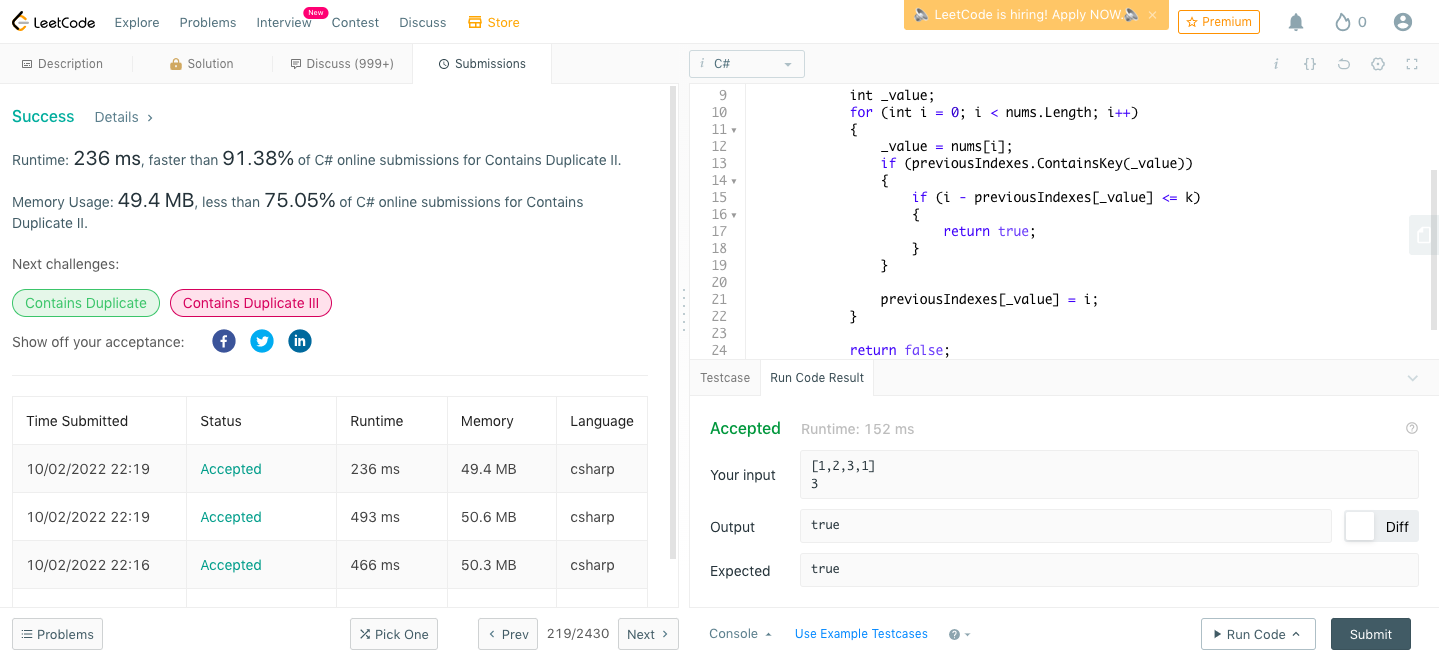 LeetCode Explore Problems Interview New Contest Discuss Store LeetCode is hiring! Apply NOW. × Premium 0
Description Solution Discuss (999+) Submissions
i C# i {}
Success Details ›
Runtime: 236 ms, faster than 91.38% of C# online submissions for Contains Duplicate II.
Memory Usage: 49.4 MB, less than 75.05% of C# online submissions for Contains
Duplicate II.
Next challenges:
Contains Duplicate Contains Duplicate III
Show off your acceptance:
Time Submitted Status Runtime Memory Language
10/02/2022 22:19 Accepted 236 ms 49.4 MB csharp
10/02/2022 22:19 Accepted 493 ms 50.6 MB csharp
10/02/2022 22:16 Accepted 466 ms 50.3 MB csharp
9 int _value;
10 for (int i = 0; i < nums.Length; i++)
11 {
12 _value = nums[i];
13 if (previousIndexes.ContainsKey(_value))
14 {
15 if (i - previousIndexes[_value] <= k)
16 {
17 return true;
18 }
19 }
20
21 previousIndexes[_value] = i;
22 }
23
24 return false;
Testcase Run Code Result
Accepted Runtime: 152 ms
Your input [1,2,3,1]
3
Output true Diff
Expected true
Problems Pick One ‹ Prev 219/2430 Next › Console Use Example Testcases Run Code Submit